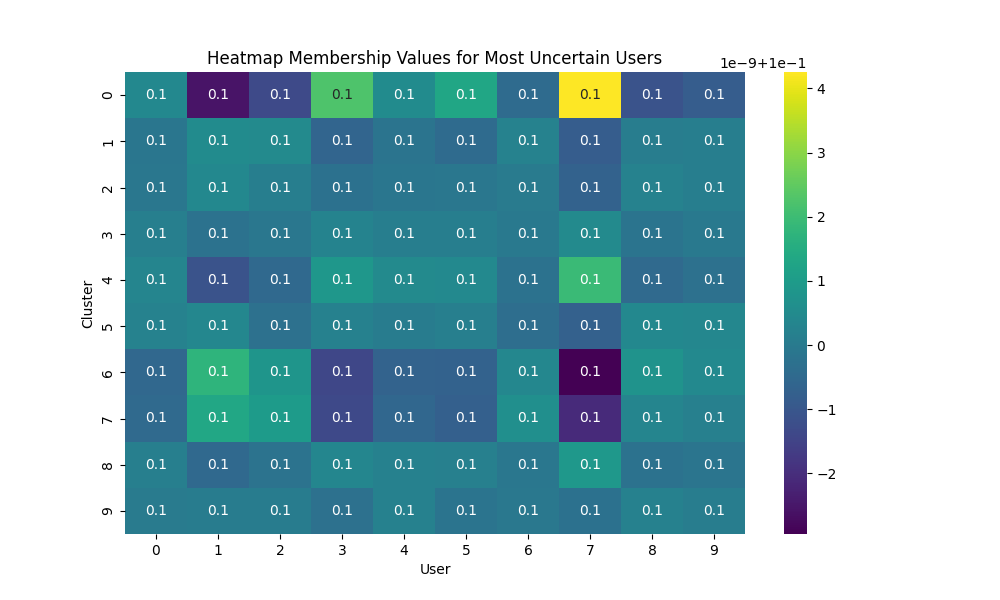 Heatmap Membership Values for Most Uncertain Users
1e−9+1e−1
0 0.1 0.1 0.1 0.1 0.1 0.1 0.1 0.1 0.1 0.1
1 0.1 0.1 0.1 0.1 0.1 0.1 0.1 0.1 0.1 0.1
2 0.1 0.1 0.1 0.1 0.1 0.1 0.1 0.1 0.1 0.1
3 0.1 0.1 0.1 0.1 0.1 0.1 0.1 0.1 0.1 0.1
4 0.1 0.1 0.1 0.1 0.1 0.1 0.1 0.1 0.1 0.1
5 0.1 0.1 0.1 0.1 0.1 0.1 0.1 0.1 0.1 0.1
6 0.1 0.1 0.1 0.1 0.1 0.1 0.1 0.1 0.1 0.1
7 0.1 0.1 0.1 0.1 0.1 0.1 0.1 0.1 0.1 0.1
8 0.1 0.1 0.1 0.1 0.1 0.1 0.1 0.1 0.1 0.1
9 0.1 0.1 0.1 0.1 0.1 0.1 0.1 0.1 0.1 0.1
Cluster
0 1 2 3 4 5 6 7 8 9
User
4
3
2
1
0
−1
−2